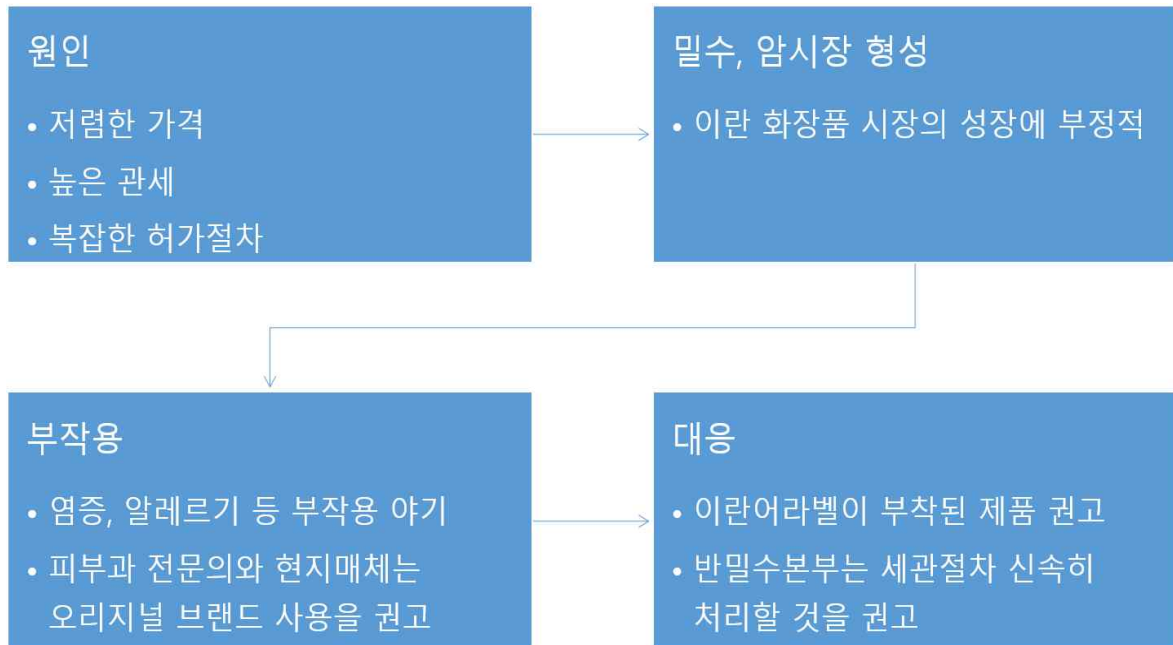 원인
• 저렴한 가격
• 높은 관세
• 복잡한 허가절차
밀수, 암시장 형성
• 이란 화장품 시장의 성장에 부정적
부작용
• 염증, 알레르기 등 부작용 야기
• 피부과 전문의와 현지매체는
오리지널 브랜드 사용을 권고
대응
• 이란어라벨이 부착된 제품 권고
• 반밀수본부는 세관절차 신속히
처리할 것을 권고